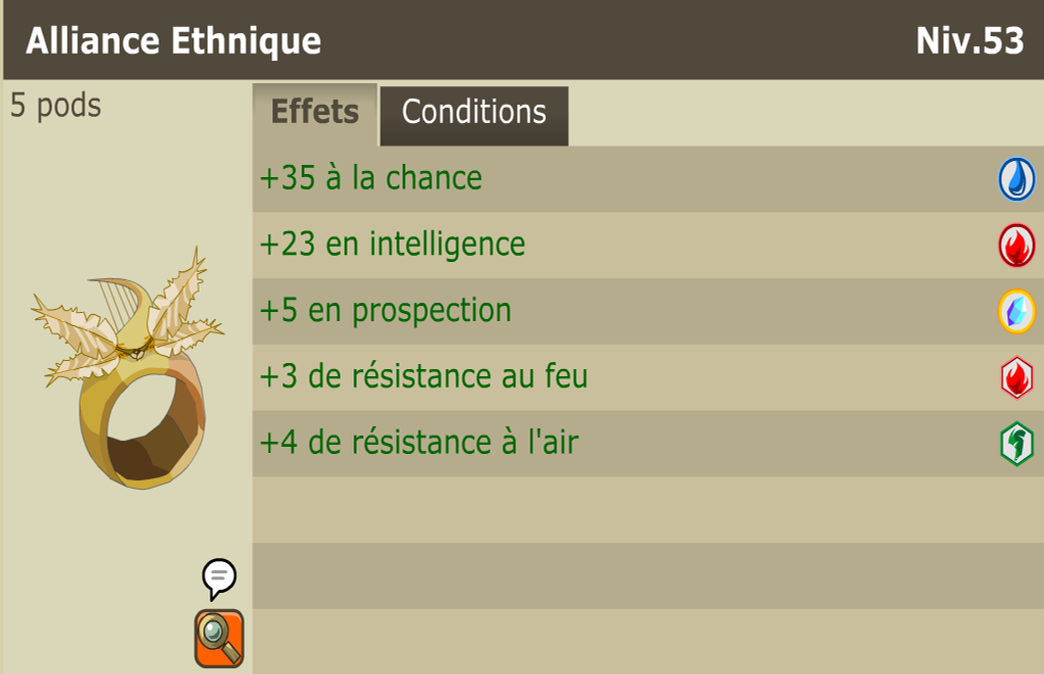 Alliance Ethnique
Niv.53
5 pods
Effets
Conditions
+35 à la chance
+23 en intelligence
+5 en prospection
+3 de résistance au feu
+4 de résistance à l'air